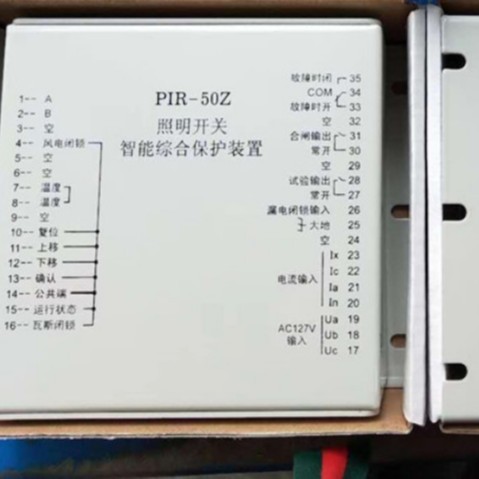 PIR-50Z
照明开关
智能综合保护装置
1-- A
2-- B
3-- 空
4-- 风电闭锁
5-- 空
6-- 空
7-- 温度
8-- 温度
9-- 空
10-- 复位
11-- 上移
12-- 下移
13-- 确认
14-- 公共端
15-- 运行状态
16-- 瓦斯闭锁
故障时闭 35
COM 34
故障时开 33
空 32
合闸输出 31
常开 30
空 29
试验输出 28
常开 27
漏电闭锁输入 26
大地 25
空 24
Ix 23
Ic 22
电流输入
Ia 21
In 20
Ua 19
AC127V
输入
Ub 18
Uc 17